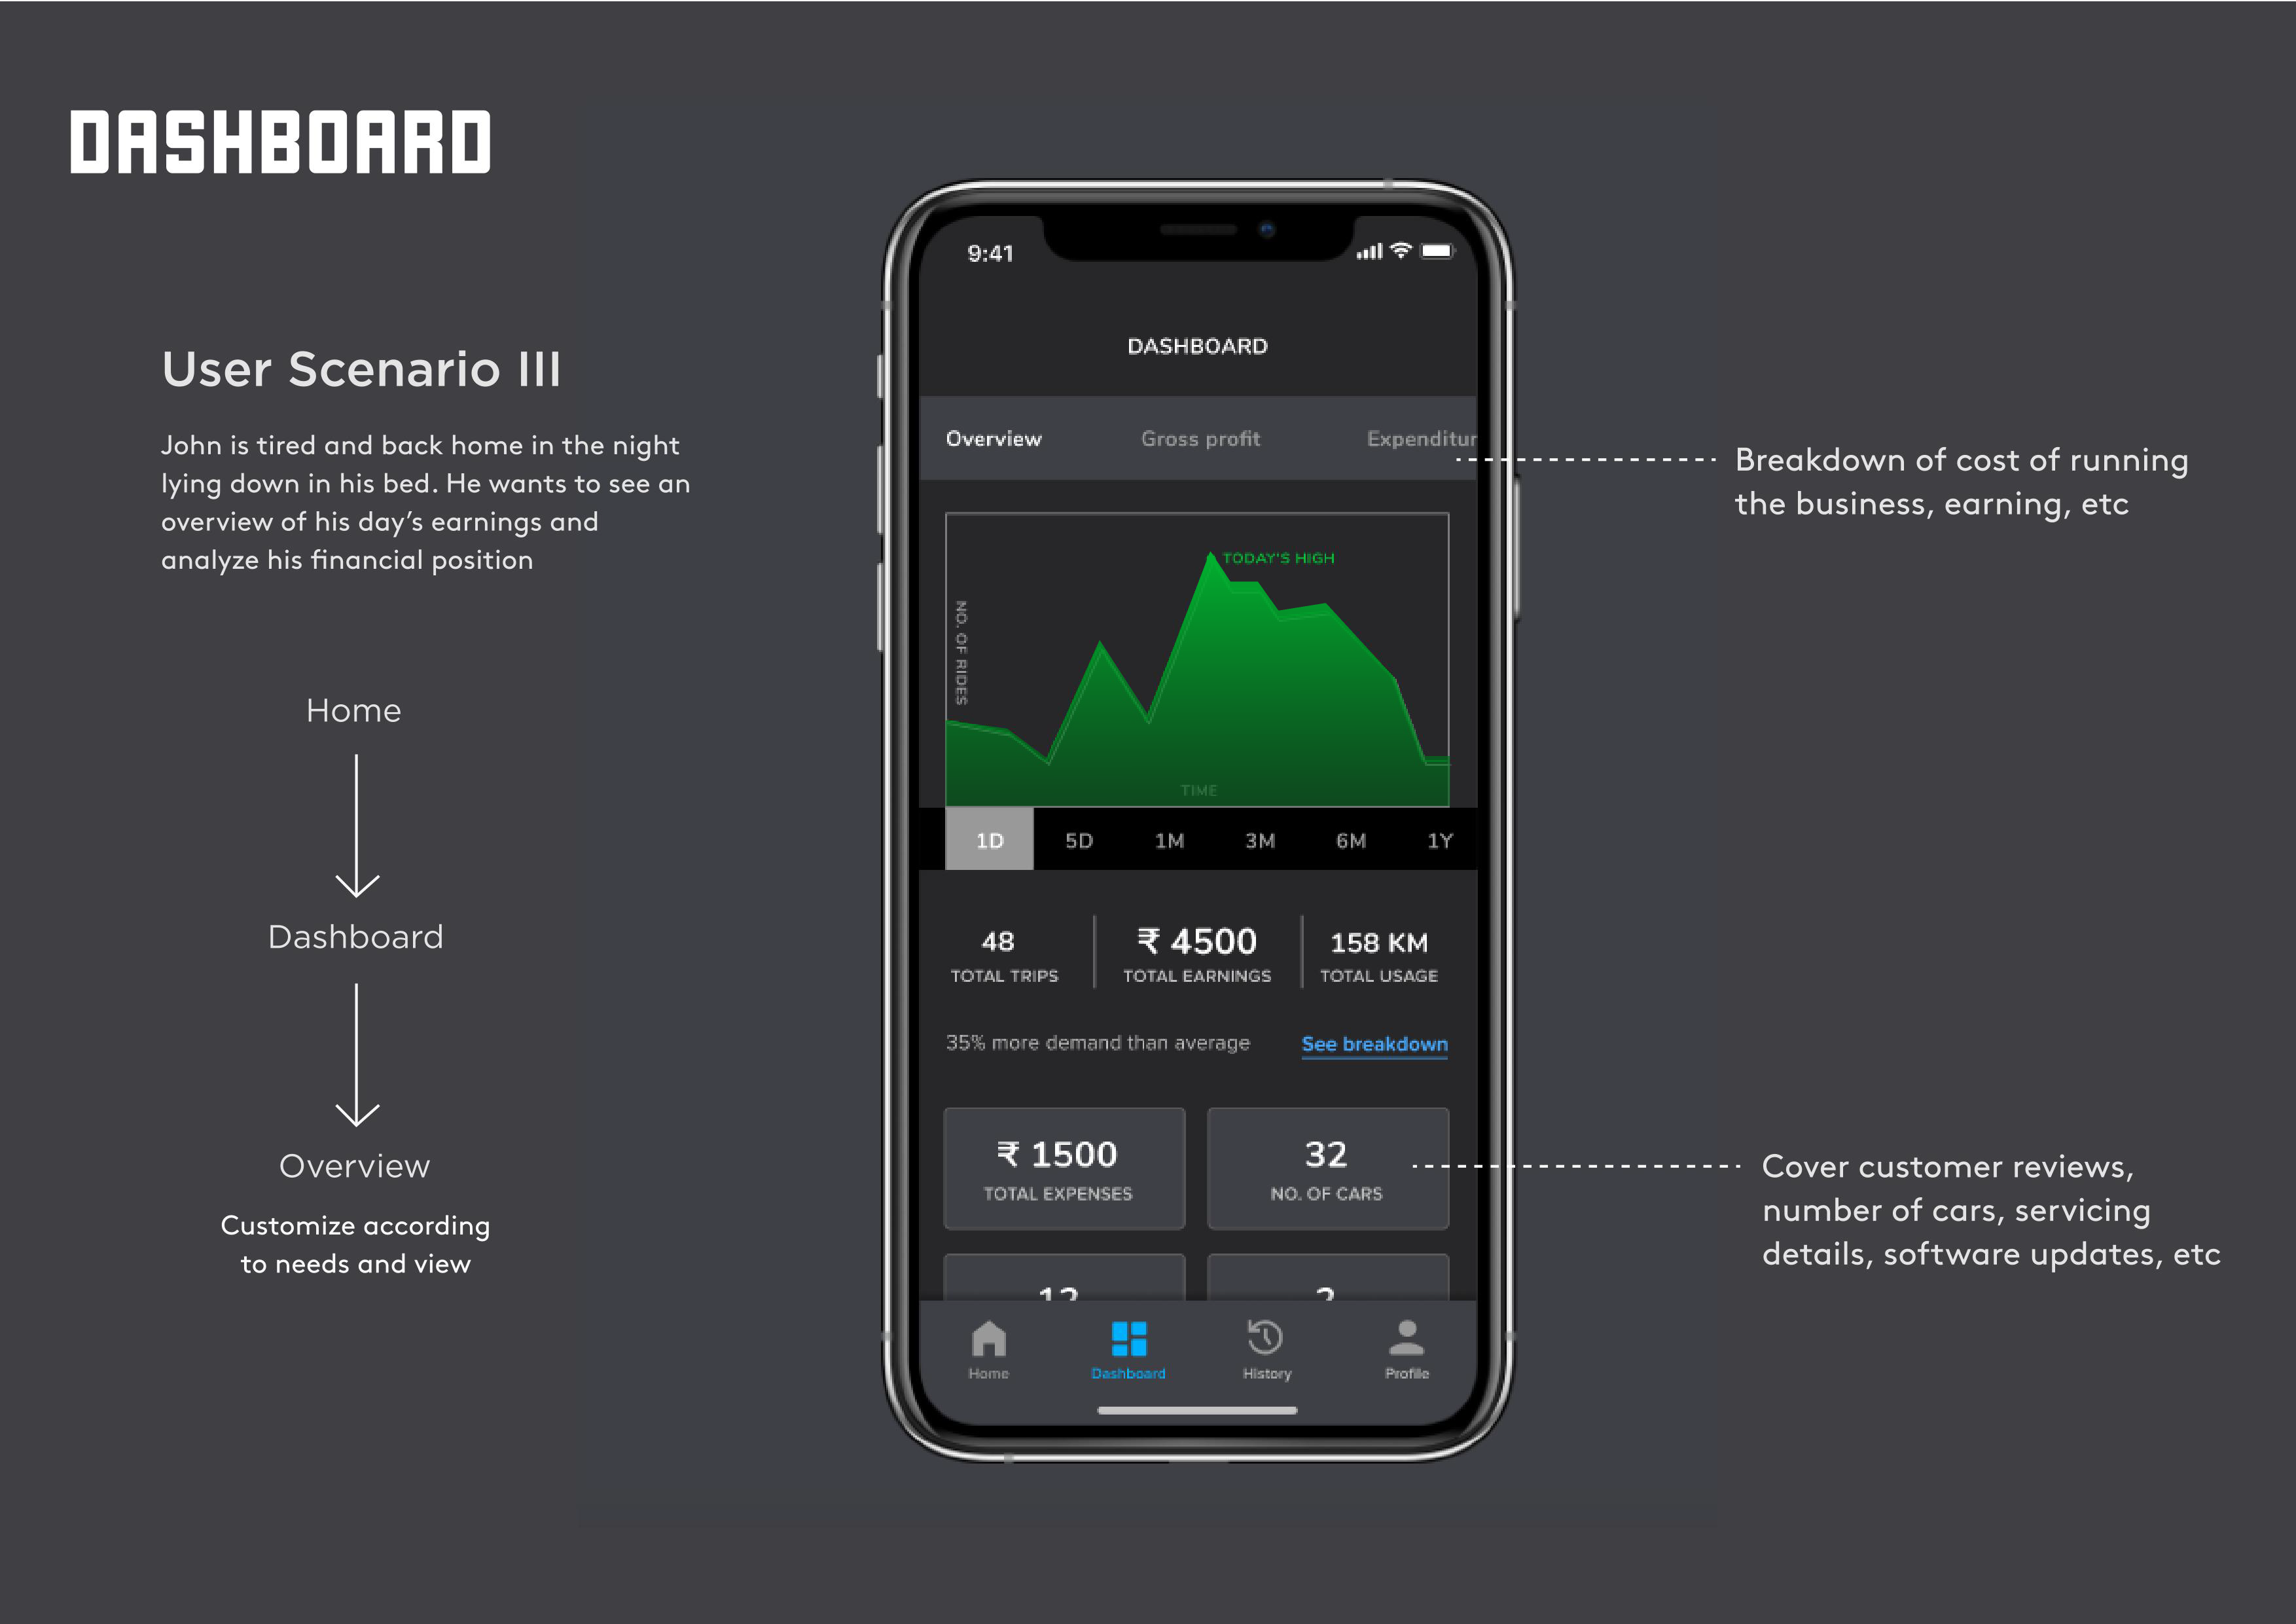 DASHBOARD
User Scenario III
John is tired and back home in the night
lying down in his bed. He wants to see an
overview of his day's earnings and
analyze his financial position
Home
Dashboard
Overview
Customize according
to needs and view
9:41
DASHBOARD
Overview Gross profit Expenditur
TODAY'S HIGH
NO. OF RIDES
TIME
1D 5D 1M 3M 6M 1Y
48 ₹ 4500 158 KM
TOTAL TRIPS TOTAL EARNINGS TOTAL USAGE
35% more demand than average See breakdown
₹ 1500 32
TOTAL EXPENSES NO. OF CARS
Home Dashboard History Profile
Breakdown of cost of running
the business, earning, etc
Cover customer reviews,
number of cars, servicing
details, software updates, etc